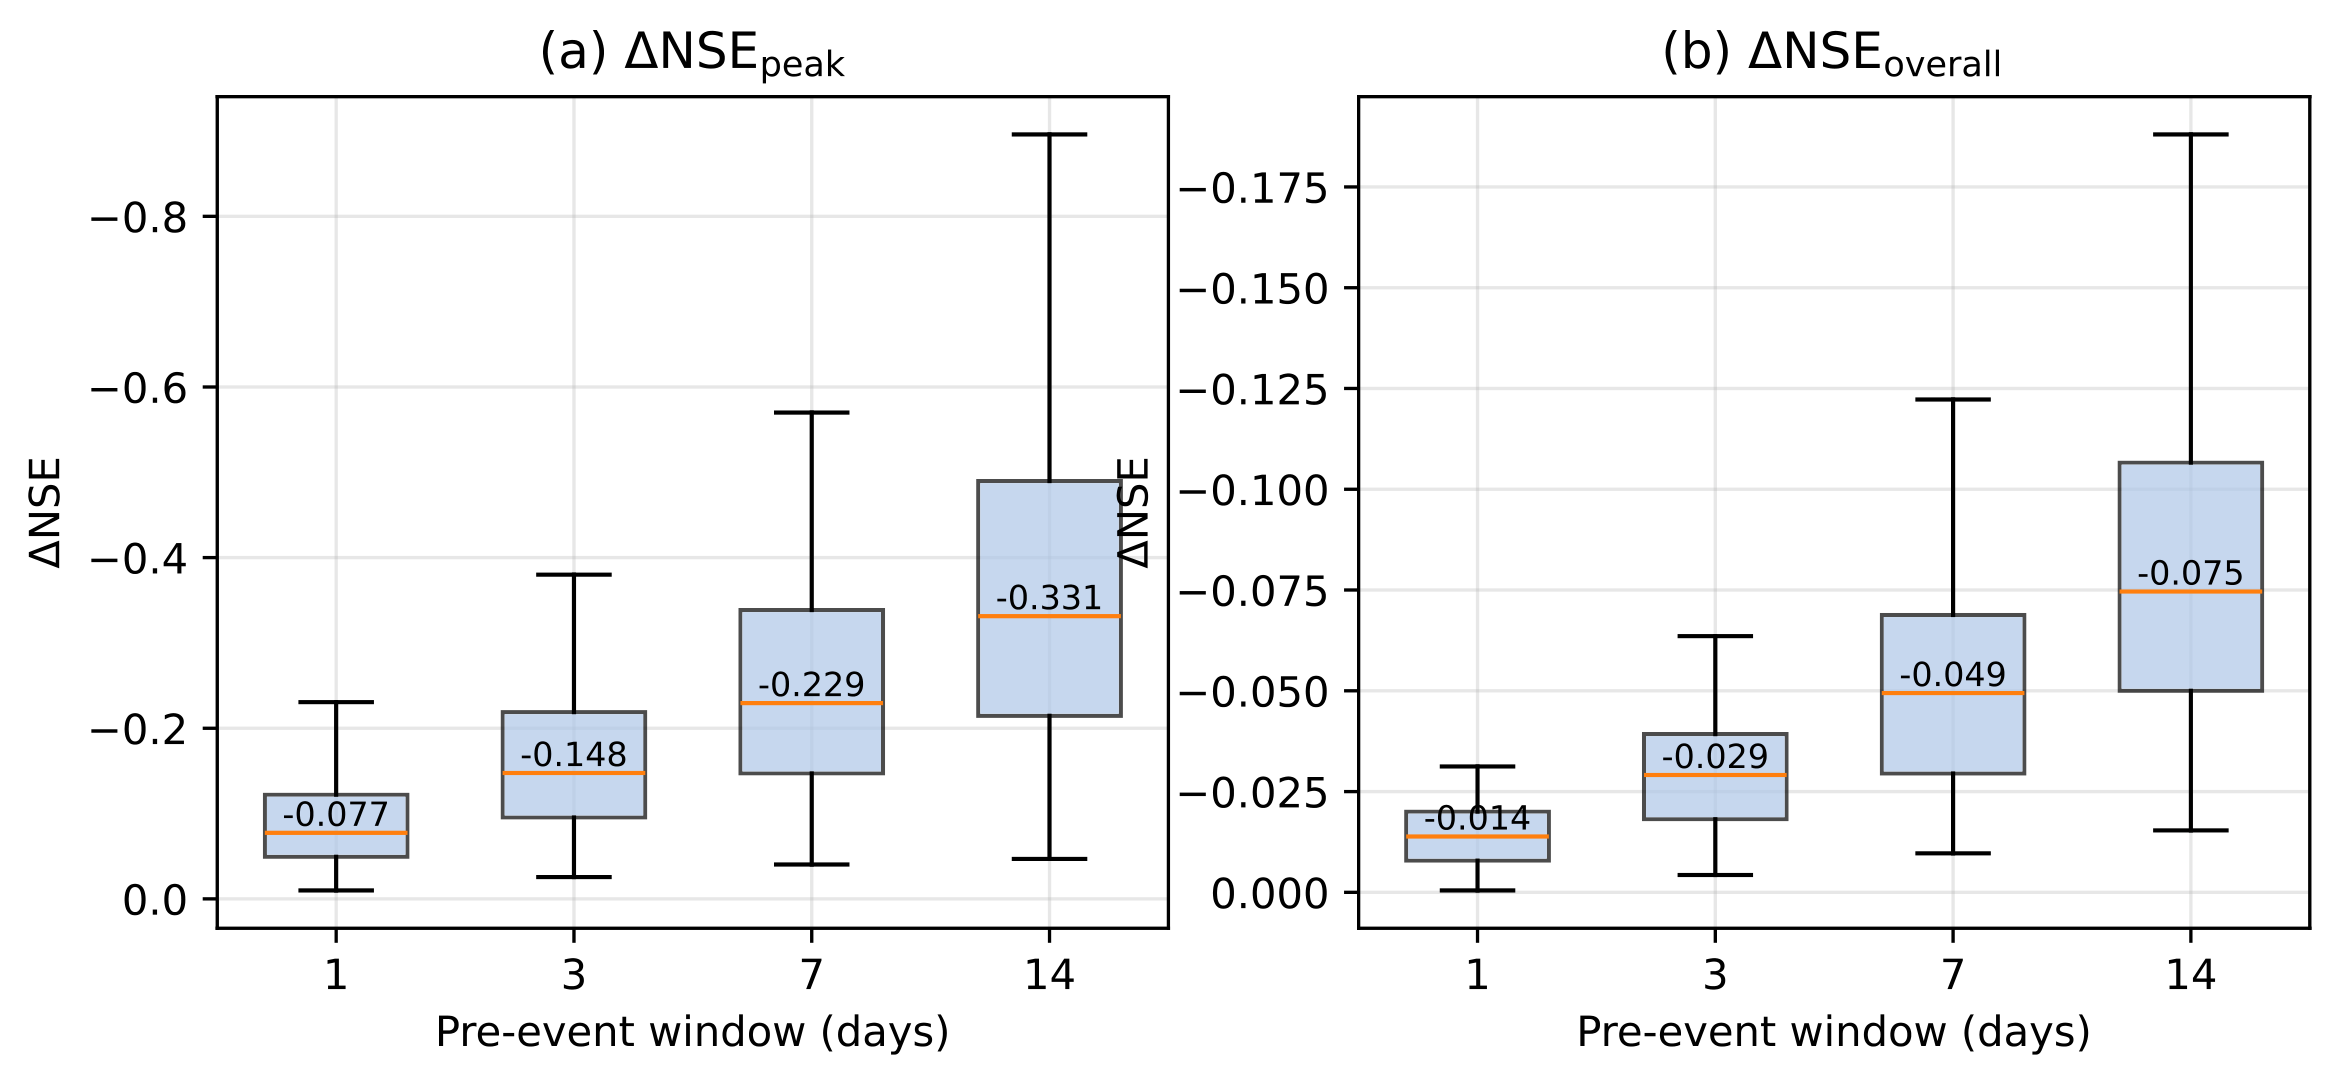 (a) ΔNSEpeak
ΔNSE
−0.8
−0.6
−0.4
−0.2
0.0
-0.077
-0.148
-0.229
-0.331
1 3 7 14
Pre-event window (days)
(b) ΔNSEoverall
ΔNSE
−0.175
−0.150
−0.125
−0.100
−0.075
−0.050
−0.025
0.000
-0.014
-0.029
-0.049
-0.075
1 3 7 14
Pre-event window (days)